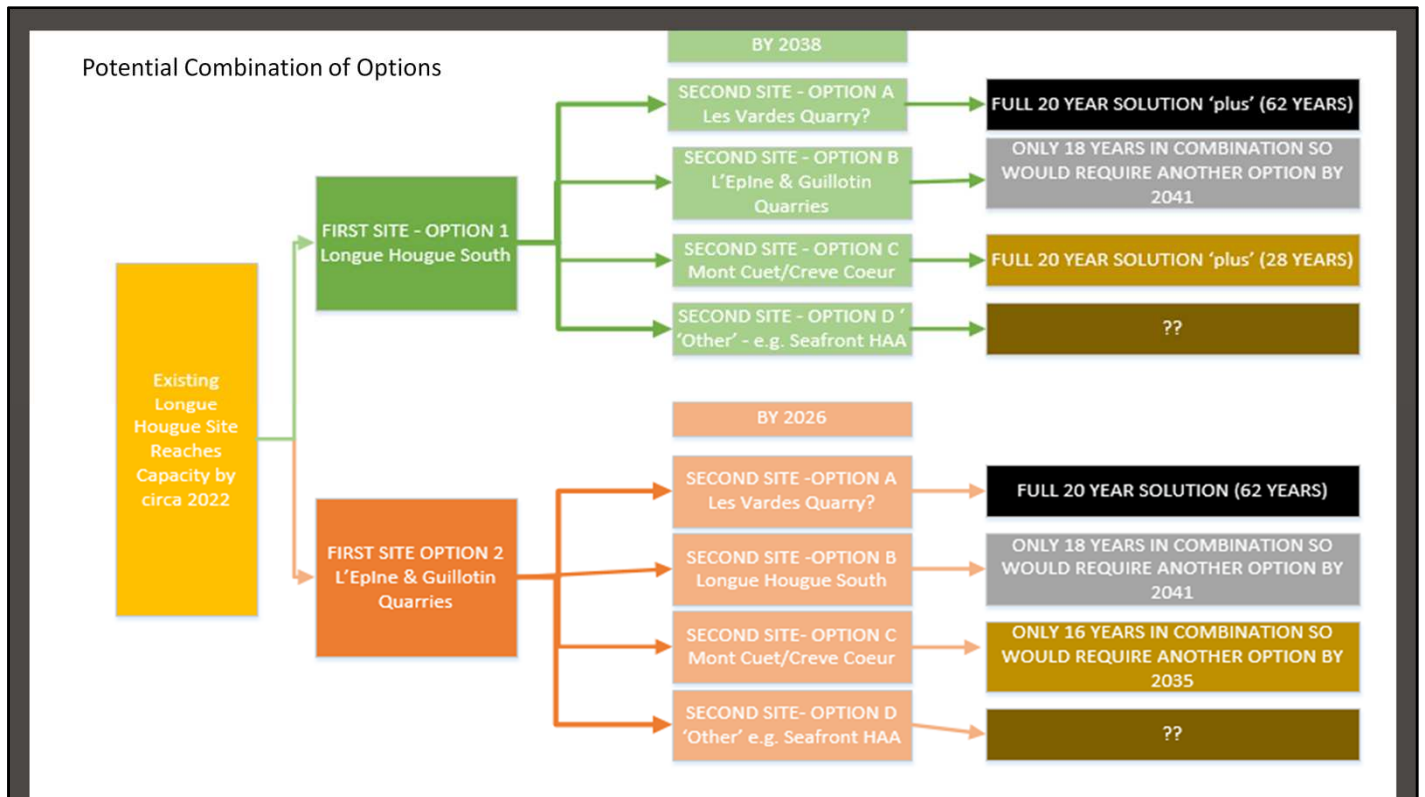 Potential Combination of Options
BY 2038
SECOND SITE - OPTION A
Les Vardes Quarry?
FULL 20 YEAR SOLUTION ‘plus’ (62 YEARS)
SECOND SITE - OPTION B
L’EpIne & Guillotin
Quarries
ONLY 18 YEARS IN COMBINATION SO
WOULD REQUIRE ANOTHER OPTION BY
2041
FIRST SITE - OPTION 1
Longue Hougue South
SECOND SITE - OPTION C
Mont Cuet/Creve Coeur
FULL 20 YEAR SOLUTION ‘plus’ (28 YEARS)
SECOND SITE - OPTION D ‘
‘Other’ - e.g. Seafront HAA
??
Existing
Longue
Hougue Site
Reaches
Capacity by
circa 2022
BY 2026
SECOND SITE -OPTION A
Les Vardes Quarry?
FULL 20 YEAR SOLUTION (62 YEARS)
FIRST SITE OPTION 2
L’EpIne & Guillotin
Quarries
SECOND SITE -OPTION B
Longue Hougue South
ONLY 18 YEARS IN COMBINATION SO
WOULD REQUIRE ANOTHER OPTION BY
2041
SECOND SITE- OPTION C
Mont Cuet/Creve Coeur
ONLY 16 YEARS IN COMBINATION SO
WOULD REQUIRE ANOTHER OPTION BY
2035
SECOND SITE- OPTION D
‘Other’ e.g. Seafront HAA
??